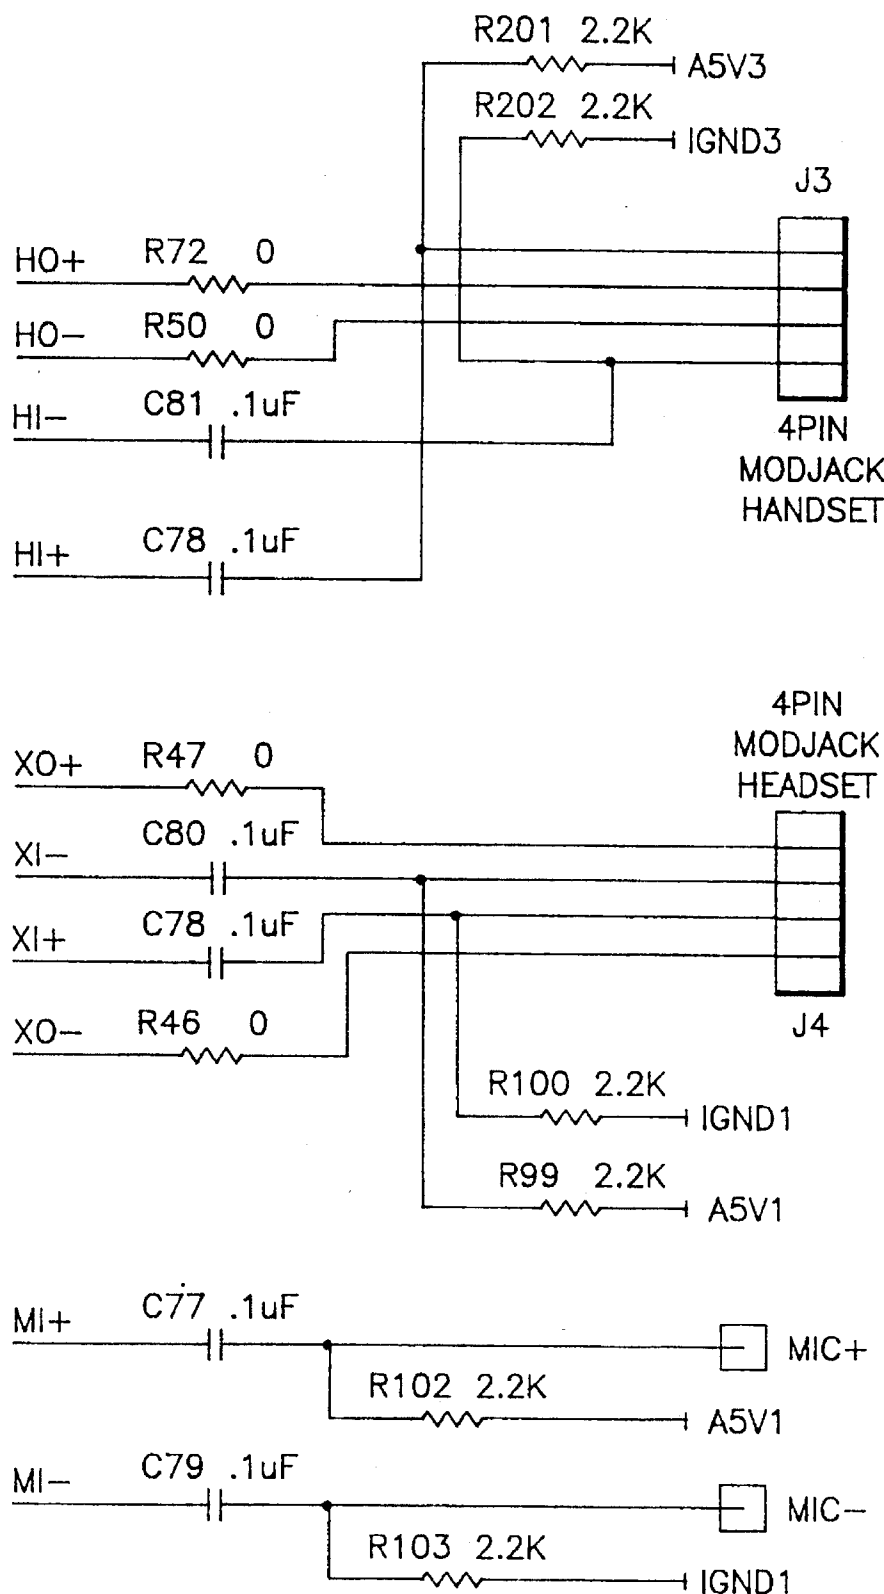 R201 2.2K
A5V3
R202 2.2K
IGND3
J3
HO+ R72 0
HO- R50 0
HI- C81 .1uF
4PIN
MODJACK
HANDSET
HI+ C78 .1uF
4PIN
MODJACK
HEADSET
XO+ R47 0
XI- C80 .1uF
XI+ C78 .1uF
XO- R46 0
J4
R100 2.2K
IGND1
R99 2.2K
A5V1
MI+ C77 .1uF
MIC+
R102 2.2K
A5V1
MI- C79 .1uF
MIC-
R103 2.2K
IGND1